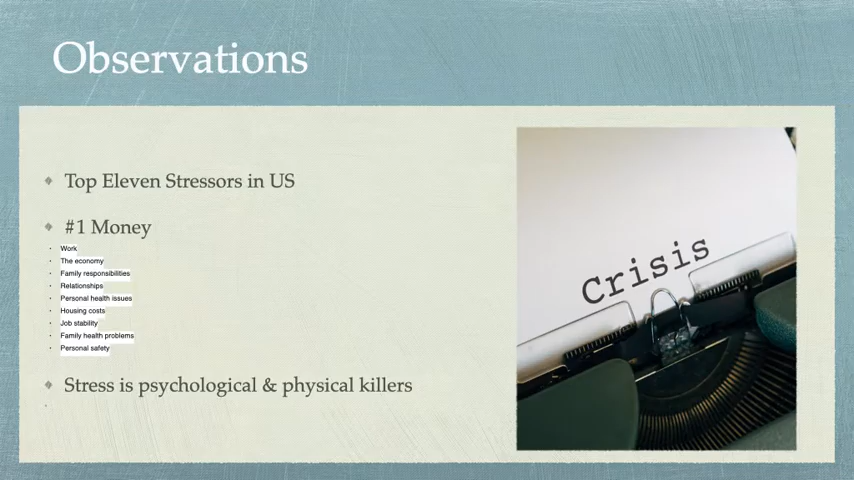 Observations
Top Eleven Stressors in US
#1 Money
Work
The economy
Family responsibilities
Relationships
Personal health issues
Housing costs
Job stability
Family health problems
Personal safety
Stress is psychological & physical killers
Crisis